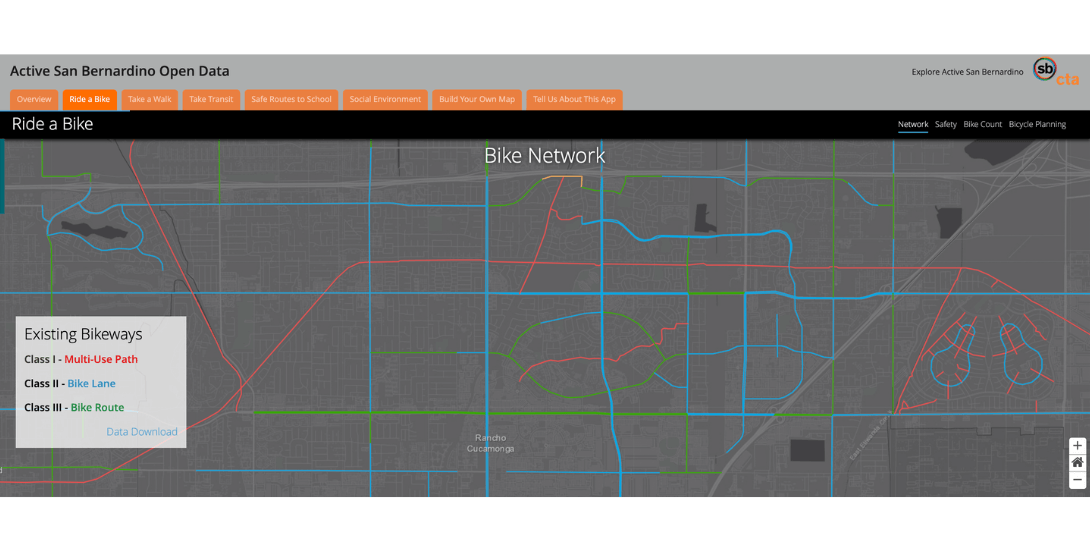 Active San Bernardino Open Data
Explore Active San Bernardino
sb
cta
Overview
Ride a Bike
Take a Walk
Take Transit
Safe Routes to School
Social Environment
Build Your Own Map
Tell Us About This App
Ride a Bike
Network
Safety
Bike Count
Bicycle Planning
Bike Network
Existing Bikeways
Class I - Multi-Use Path
Class II - Bike Lane
Class III - Bike Route
Data Download
Rancho
Cucamonga
+
−